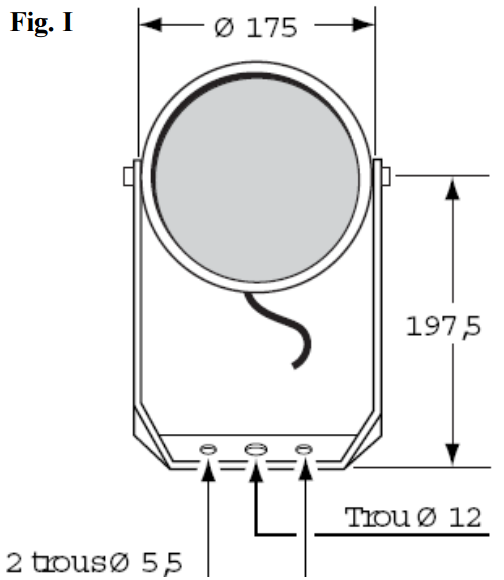 Fig. I
Ø 175
197,5
Trou Ø 12
2 trous Ø 5,5